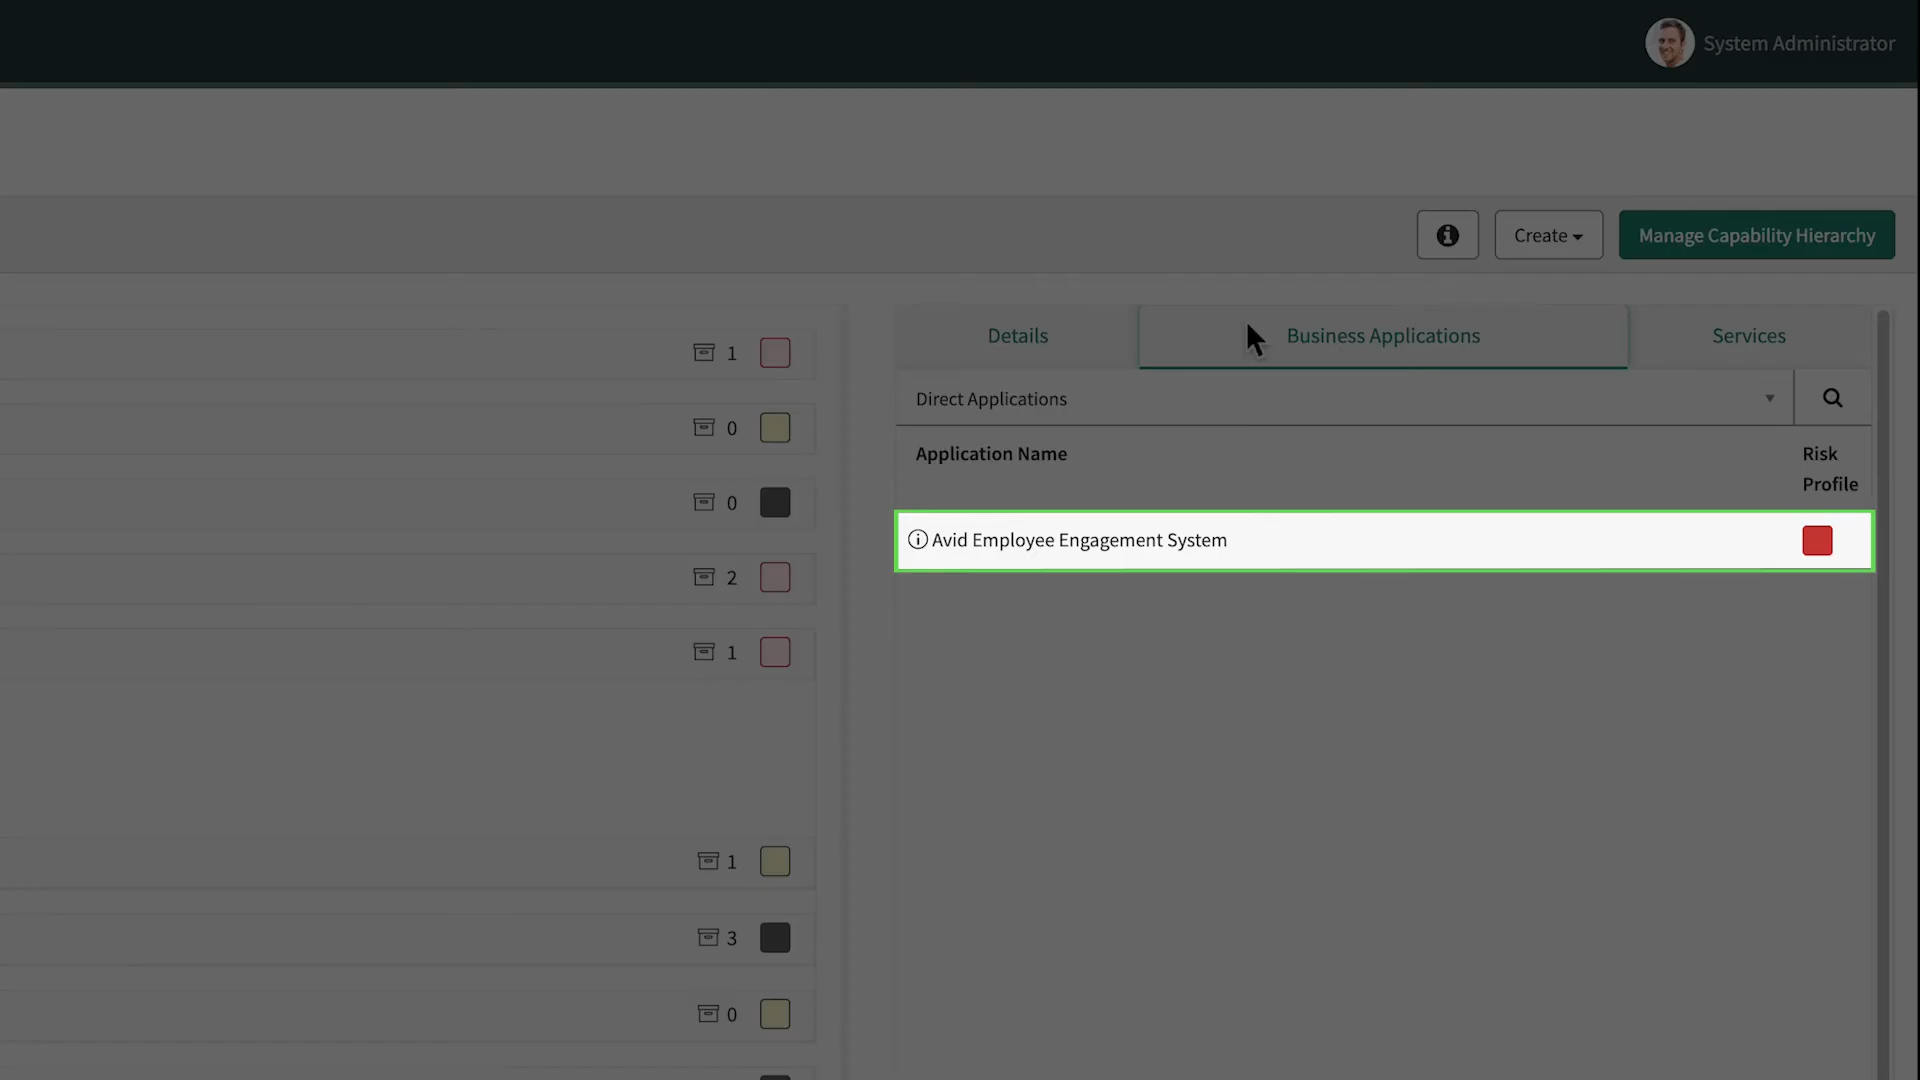 System Administrator
Create
Manage Capability Hierarchy
1
0
0
2
1
1
3
0
Details
Business Applications
Services
Direct Applications
Application Name
Risk
Profile
Avid Employee Engagement System